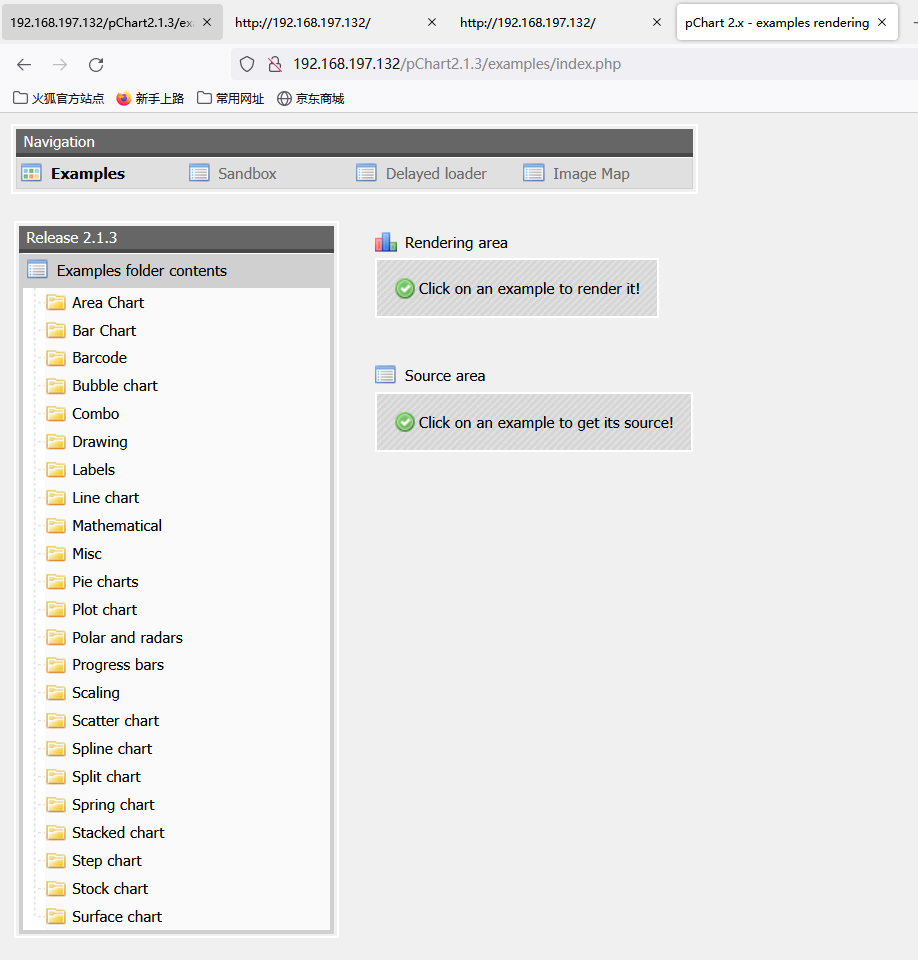 192.168.197.132/pChart2.1.3/ex
http://192.168.197.132/
http://192.168.197.132/
pChart 2.x - examples rendering
192.168.197.132/pChart2.1.3/examples/index.php
火狐官方站点
新手上路
常用网址
京东商城
Navigation
Examples
Sandbox
Delayed loader
Image Map
Release 2.1.3
Examples folder contents
Area Chart
Bar Chart
Barcode
Bubble chart
Combo
Drawing
Labels
Line chart
Mathematical
Misc
Pie charts
Plot chart
Polar and radars
Progress bars
Scaling
Scatter chart
Spline chart
Split chart
Spring chart
Stacked chart
Step chart
Stock chart
Surface chart
Rendering area
Click on an example to render it!
Source area
Click on an example to get its source!